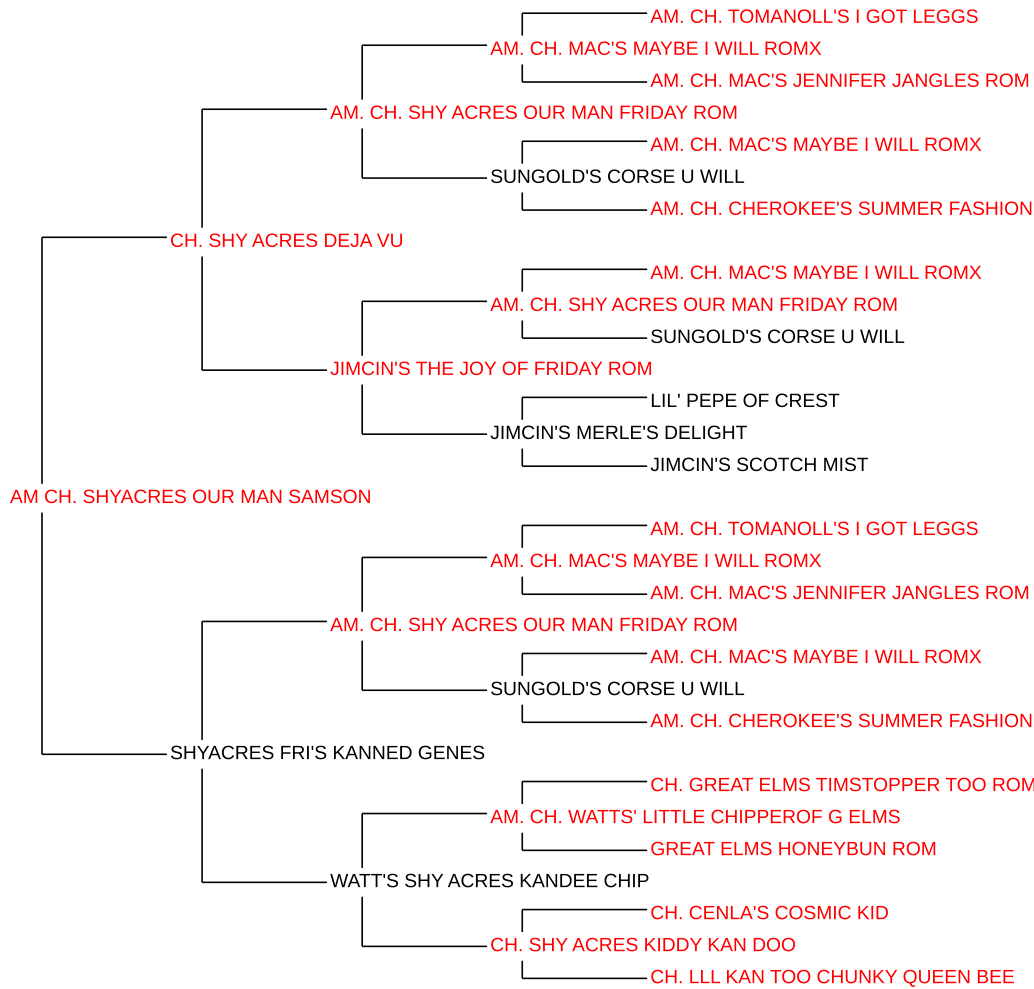 AM. CH. TOMANOLL'S I GOT LEGGS
AM. CH. MAC'S MAYBE I WILL ROMX
AM. CH. MAC'S JENNIFER JANGLES ROM
AM. CH. SHY ACRES OUR MAN FRIDAY ROM
AM. CH. MAC'S MAYBE I WILL ROMX
SUNGOLD'S CORSE U WILL
AM. CH. CHEROKEE'S SUMMER FASHION
CH. SHY ACRES DEJA VU
AM. CH. MAC'S MAYBE I WILL ROMX
AM. CH. SHY ACRES OUR MAN FRIDAY ROM
SUNGOLD'S CORSE U WILL
JIMCIN'S THE JOY OF FRIDAY ROM
LIL' PEPE OF CREST
JIMCIN'S MERLE'S DELIGHT
JIMCIN'S SCOTCH MIST
AM CH. SHYACRES OUR MAN SAMSON
AM. CH. TOMANOLL'S I GOT LEGGS
AM. CH. MAC'S MAYBE I WILL ROMX
AM. CH. MAC'S JENNIFER JANGLES ROM
AM. CH. SHY ACRES OUR MAN FRIDAY ROM
AM. CH. MAC'S MAYBE I WILL ROMX
SUNGOLD'S CORSE U WILL
AM. CH. CHEROKEE'S SUMMER FASHION
SHYACRES FRI'S KANNED GENES
CH. GREAT ELMS TIMSTOPPER TOO ROM
AM. CH. WATTS' LITTLE CHIPPEROF G ELMS
GREAT ELMS HONEYBUN ROM
WATT'S SHY ACRES KANDEE CHIP
CH. CENLA'S COSMIC KID
CH. SHY ACRES KIDDY KAN DOO
CH. LLL KAN TOO CHUNKY QUEEN BEE